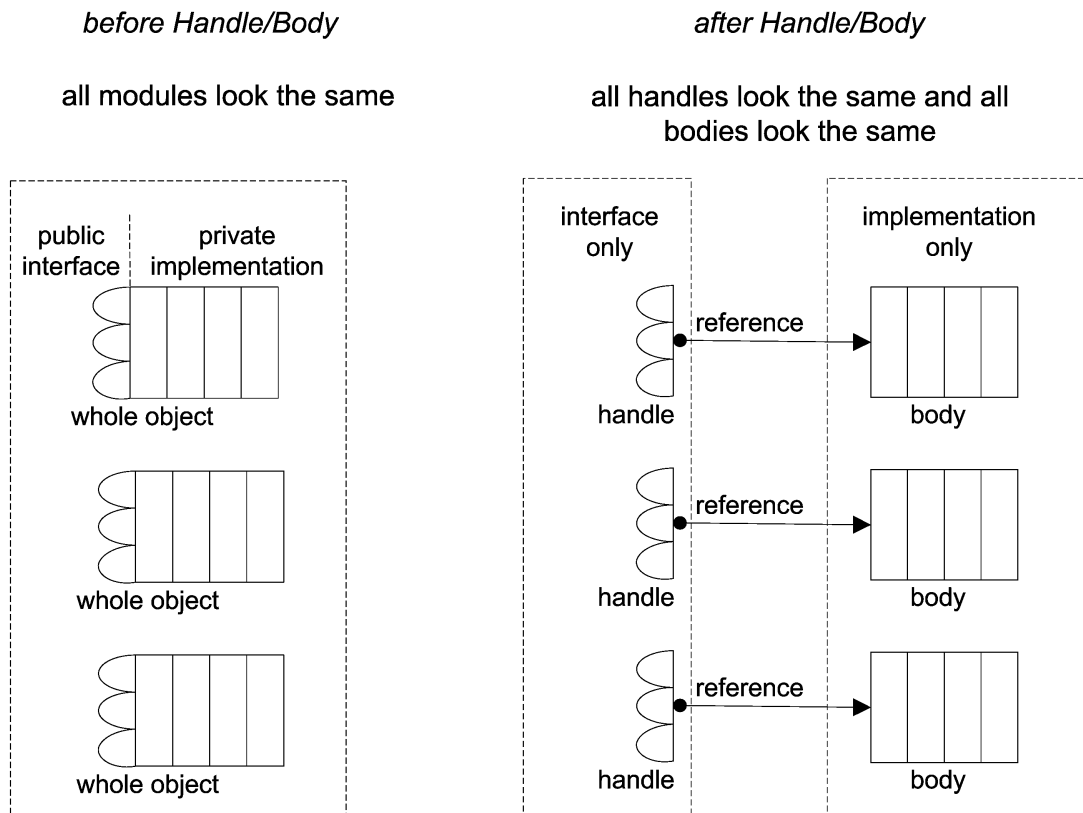 before Handle/Body
all modules look the same
public
interface
private
implementation
whole object
whole object
whole object
after Handle/Body
all handles look the same and all
bodies look the same
interface
only
implementation
only
reference
handle
body
reference
handle
body
reference
handle
body